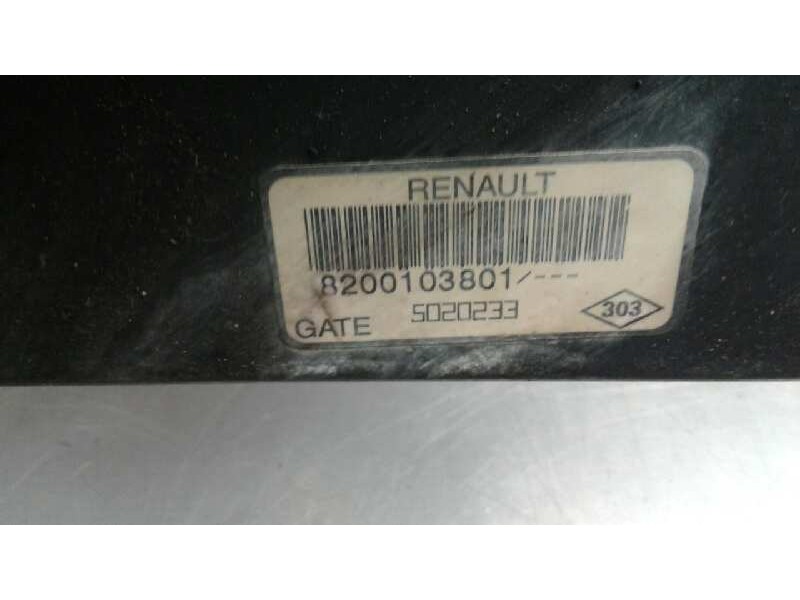 RENAULT
8200103801/---
GATE 5020233
303